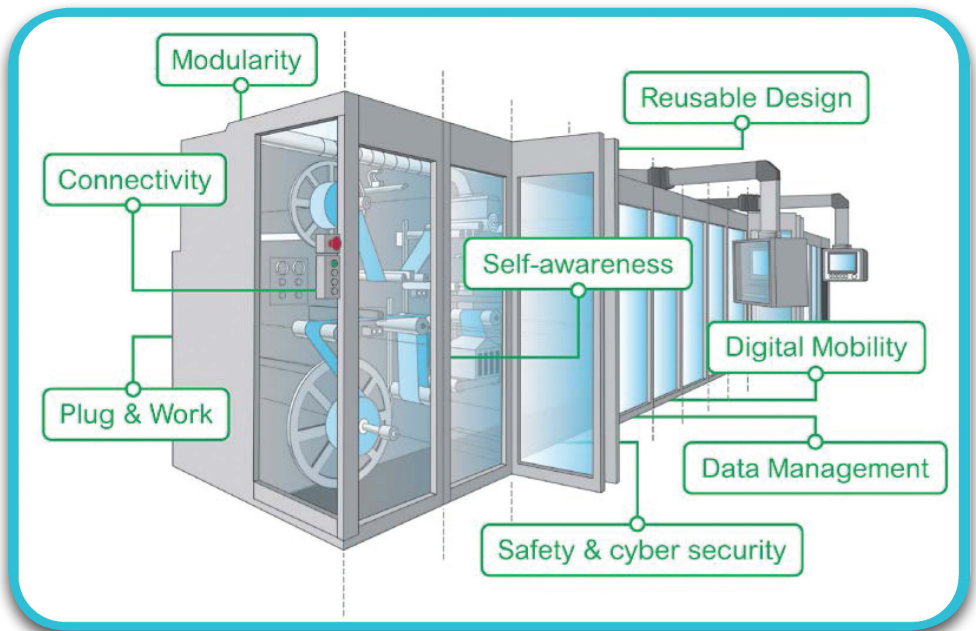 Modularity
Reusable Design
Connectivity
Self-awareness
Digital Mobility
Plug & Work
Data Management
Safety & cyber security